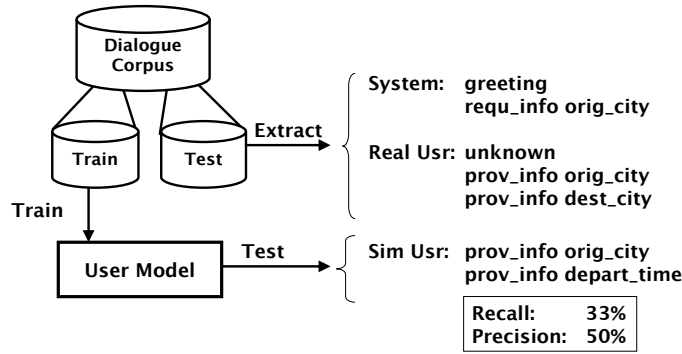 Dialogue
Corpus
Train
Test
Extract
System: greeting
requ_info orig_city
Real Usr: unknown
prov_info orig_city
prov_info dest_city
Train
User Model
Test
Sim Usr: prov_info orig_city
prov_info depart_time
Recall: 33%
Precision: 50%